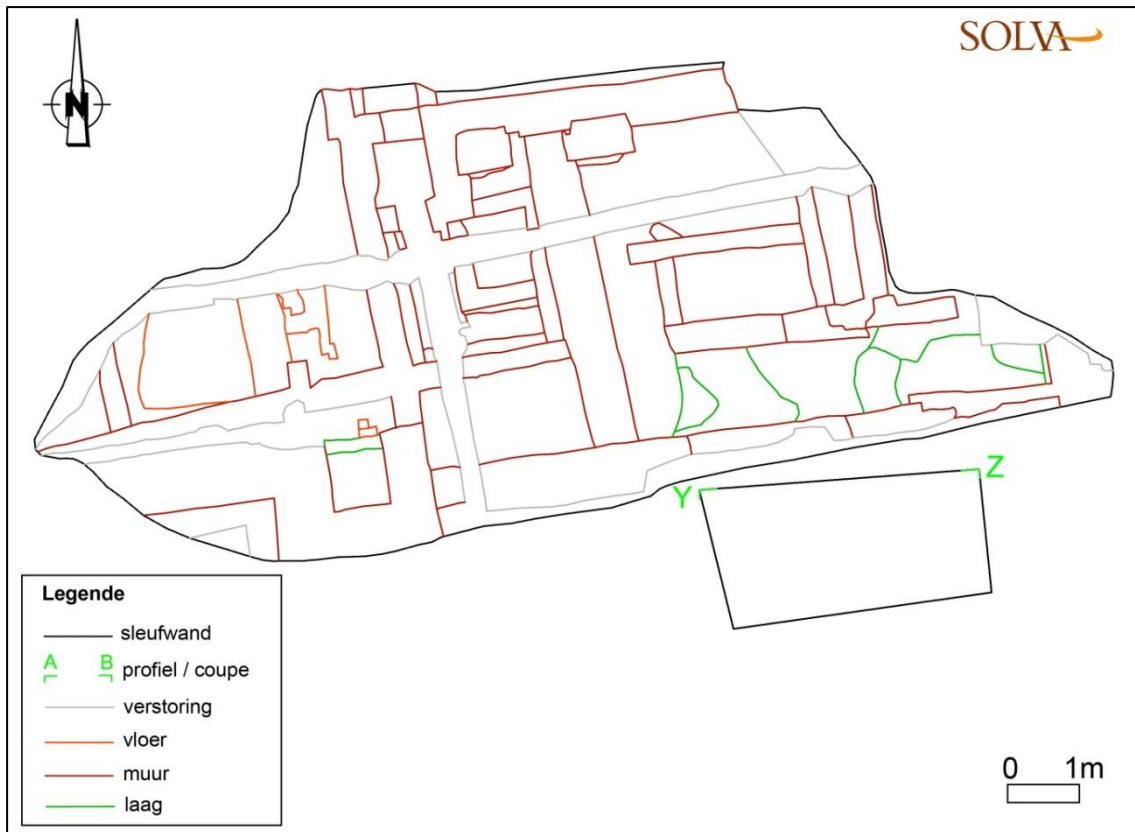 SOLVA
N
Z
Y
Legende
sleufwand
A B profiel / coupe
verstoring
vloer
muur
laag
0 1m